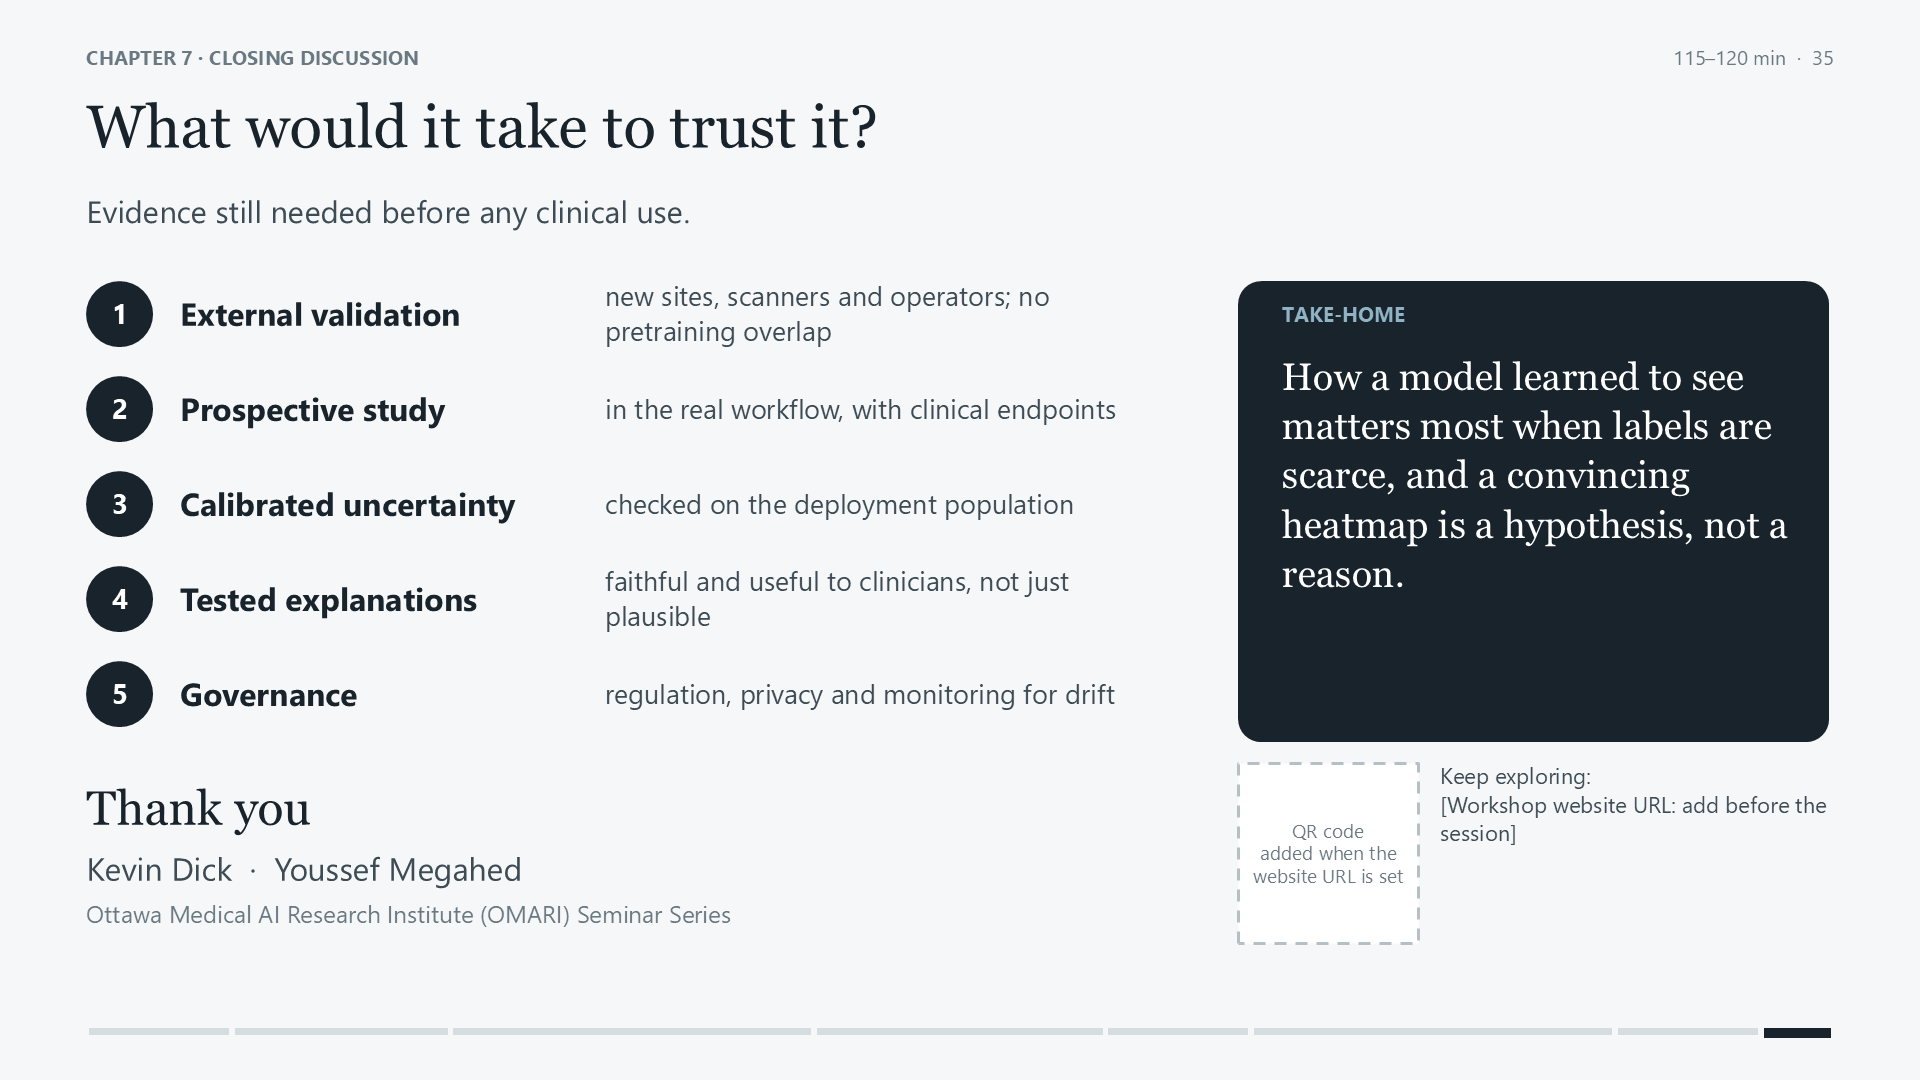 CHAPTER 7 · CLOSING DISCUSSION
115–120 min · 35
What would it take to trust it?
Evidence still needed before any clinical use.
1
External validation
new sites, scanners and operators; no
pretraining overlap
2
Prospective study
in the real workflow, with clinical endpoints
3
Calibrated uncertainty
checked on the deployment population
4
Tested explanations
faithful and useful to clinicians, not just
plausible
5
Governance
regulation, privacy and monitoring for drift
TAKE-HOME
How a model learned to see
matters most when labels are
scarce, and a convincing
heatmap is a hypothesis, not a
reason.
Thank you
Kevin Dick · Youssef Megahed
Ottawa Medical AI Research Institute (OMARI) Seminar Series
QR code
added when the
website URL is set
Keep exploring:
[Workshop website URL: add before the
session]